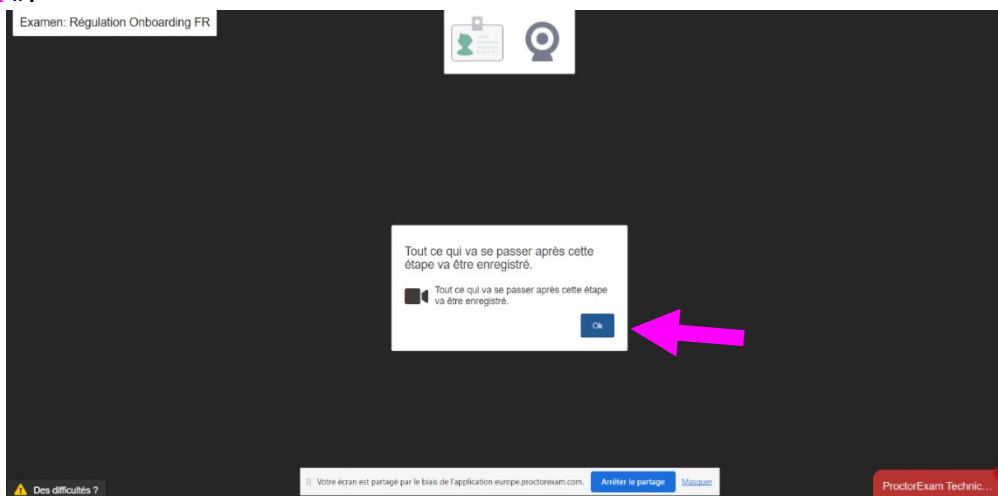 Examen: Régulation Onboarding FR
Tout ce qui va se passer après cette
étape va être enregistré.
Tout ce qui va se passer après cette étape
va être enregistré.
Ok
Votre écran est partagé par le biais de l'application europe.proctorexam.com.
Arrêter le partage
Masquer
Des difficultés ?
ProctorExam Technic...